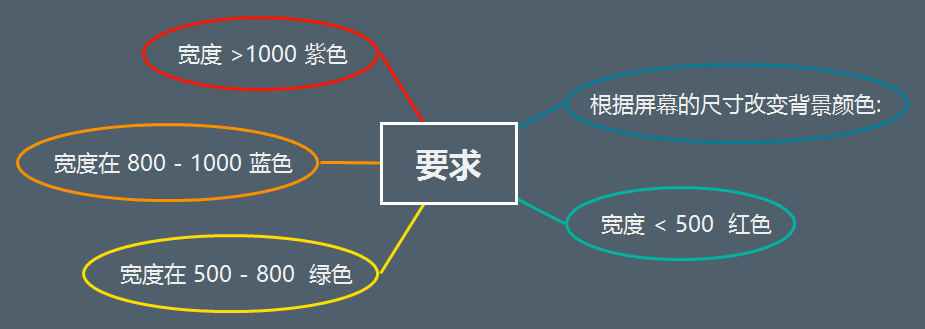 要求
根据屏幕的尺寸改变背景颜色:
宽度 < 500 红色
宽度在 500 - 800 绿色
宽度在 800 - 1000 蓝色
宽度 >1000 紫色